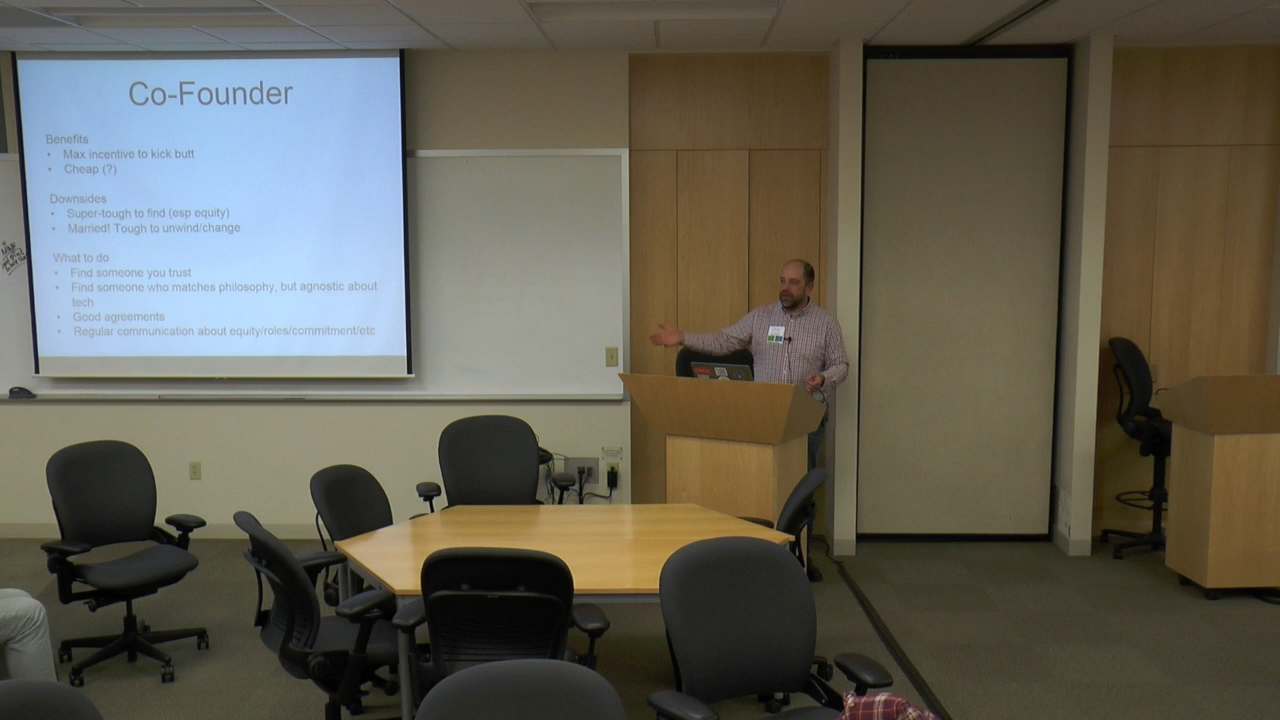 Co-Founder
Benefits
• Max incentive to kick butt
• Cheap (?)
Downsides
• Super-tough to find (esp equity)
• Married! Tough to unwind/change
What to do
• Find someone you trust
• Find someone who matches philosophy, but agnostic about
tech
• Good agreements
• Regular communication about equity/roles/commitment/etc